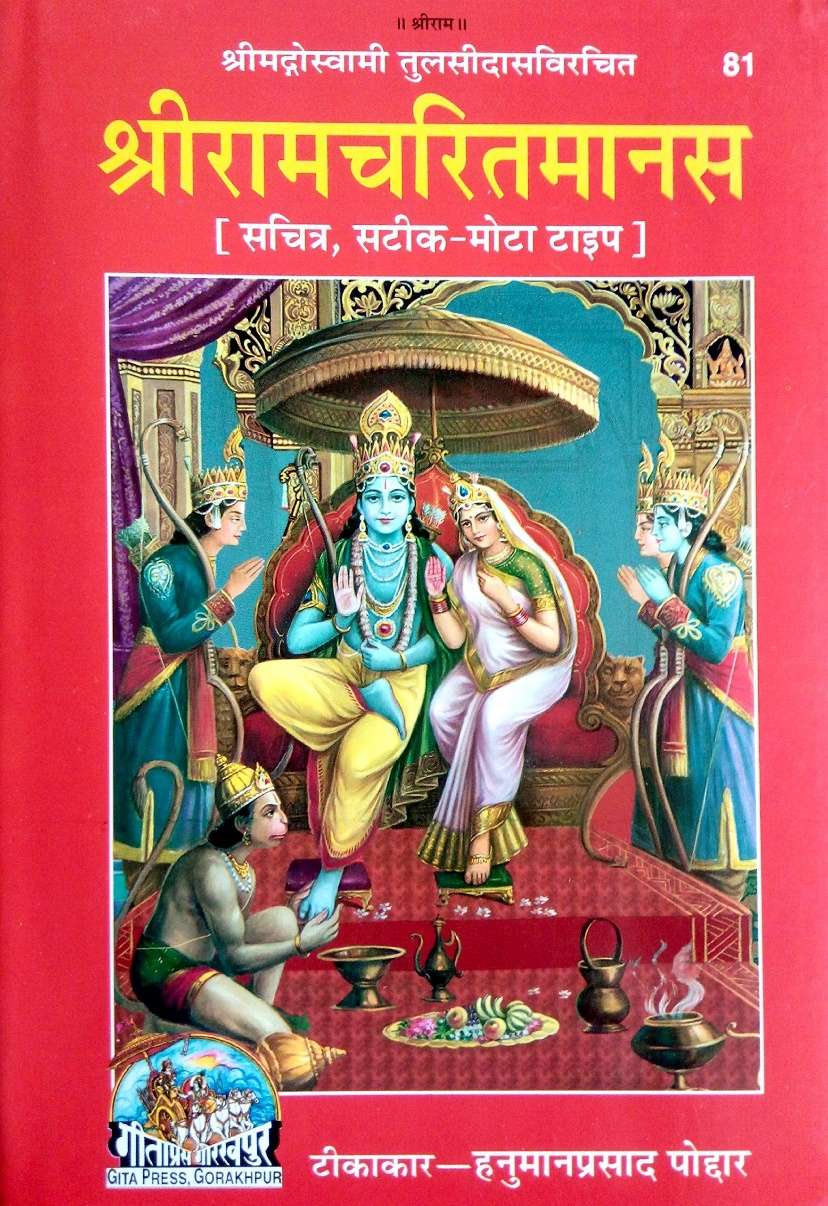 ॥ श्रीराम ॥
श्रीमद्गोस्वामी तुलसीदासविरचित 81
श्रीरामचरितमानस
[ सचित्र, सटीक-मोटा टाइप ]
गीताप्रेस गोरखपुर
GITA PRESS, GORAKHPUR
टीकाकार—हनुमानप्रसाद पोद्दार